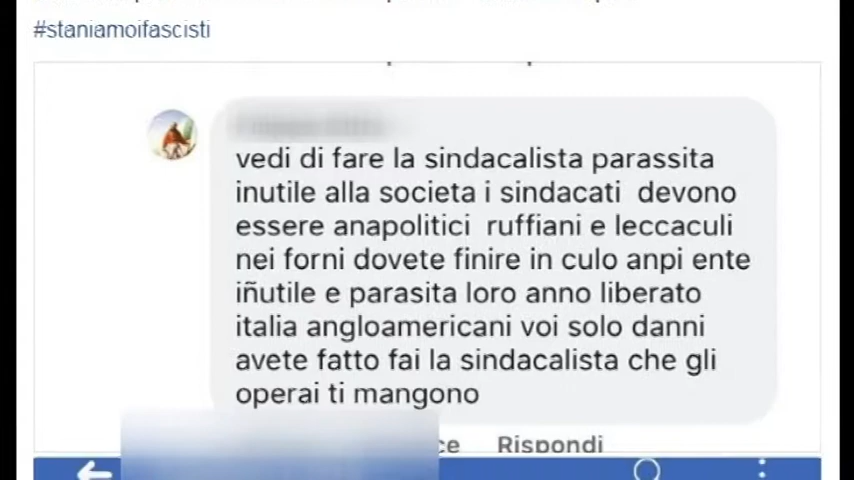 #staniamoifascisti
vedi di fare la sindacalista parassita
inutile alla societa i sindacati devono
essere anapolitici ruffiani e leccaculi
nei forni dovete finire in culo anpi ente
iñutile e parasita loro anno liberato
italia angloamericani voi solo danni
avete fatto fai la sindacalista che gli
operai ti mangono
Rispondi